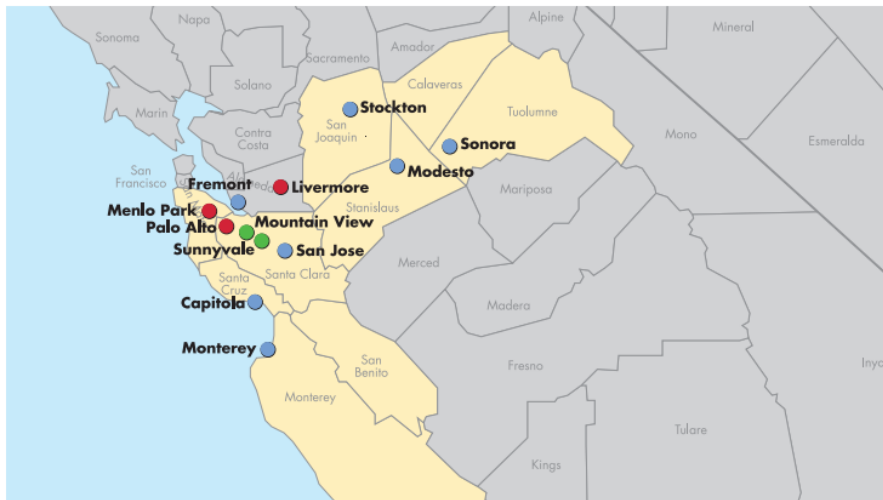 Napa
Sonoma
Alpine
Mineral
Amador
Sacramento
Solano
Calaveras
Marin
Stockton
Tuolumne
Contra
Costa
San
Joaquin
Mono
Esmeralda
Sonora
San
Francisco
Modesto
Livermore
Fremont
Mariposa
Stanislaus
Menlo Park
Mountain View
Palo Alto
Sunnyvale
San Jose
Merced
Santa
Cruz
Santa Clara
Capitola
Madera
Monterey
San
Benito
Fresno
Inyo
Monterey
Tulare
Kings